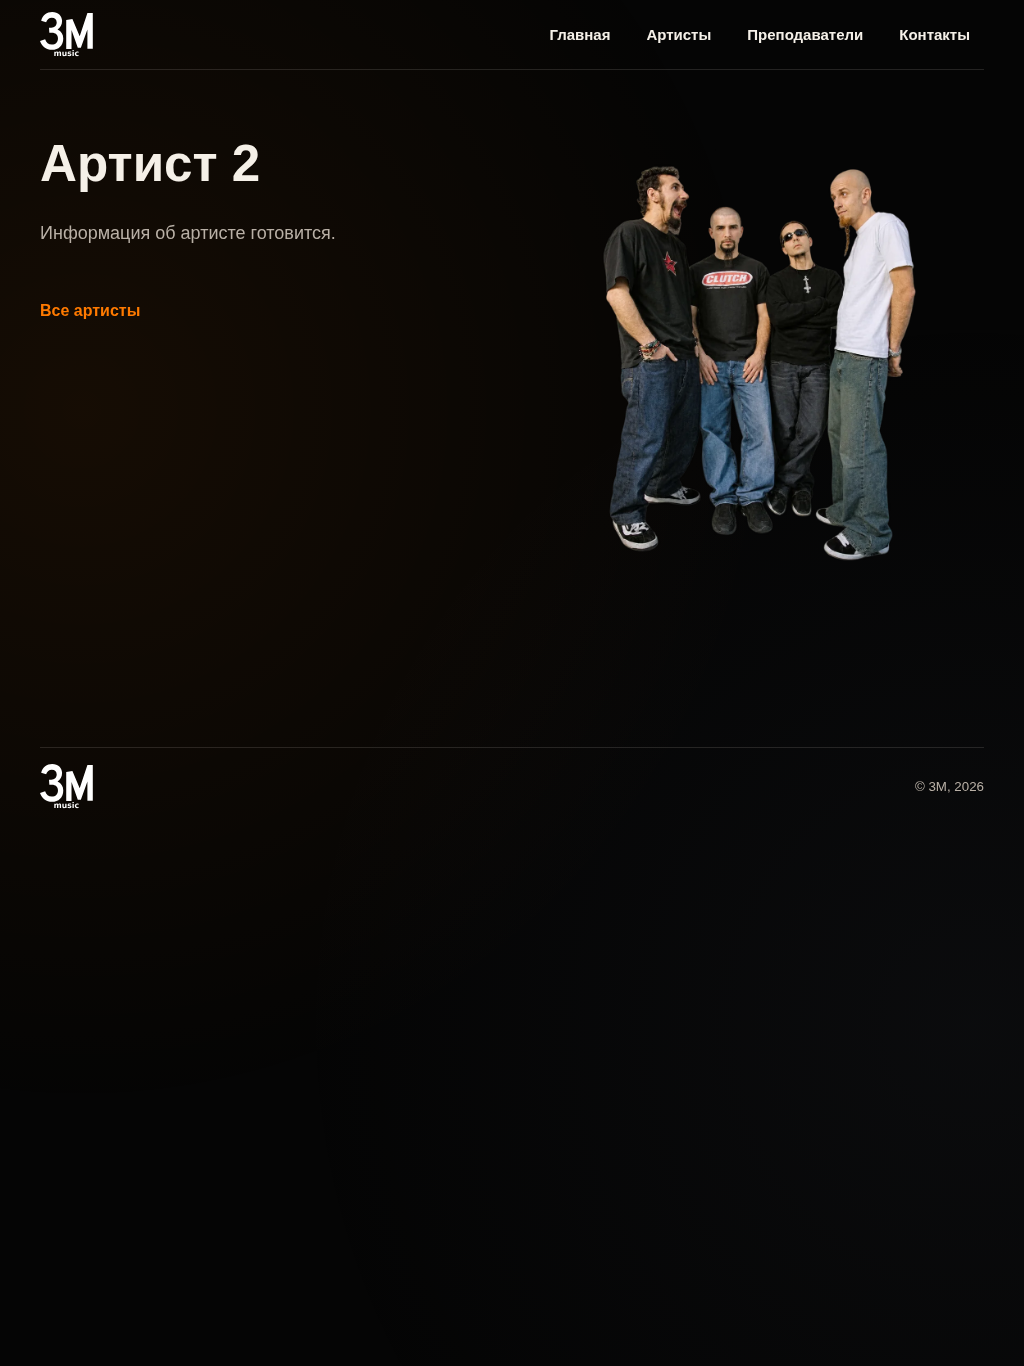 3M
music
Главная Артисты Преподаватели Контакты
Артист 2
Информация об артисте готовится.
CLUTCH
Все артисты
3M
music
© 3M, 2026